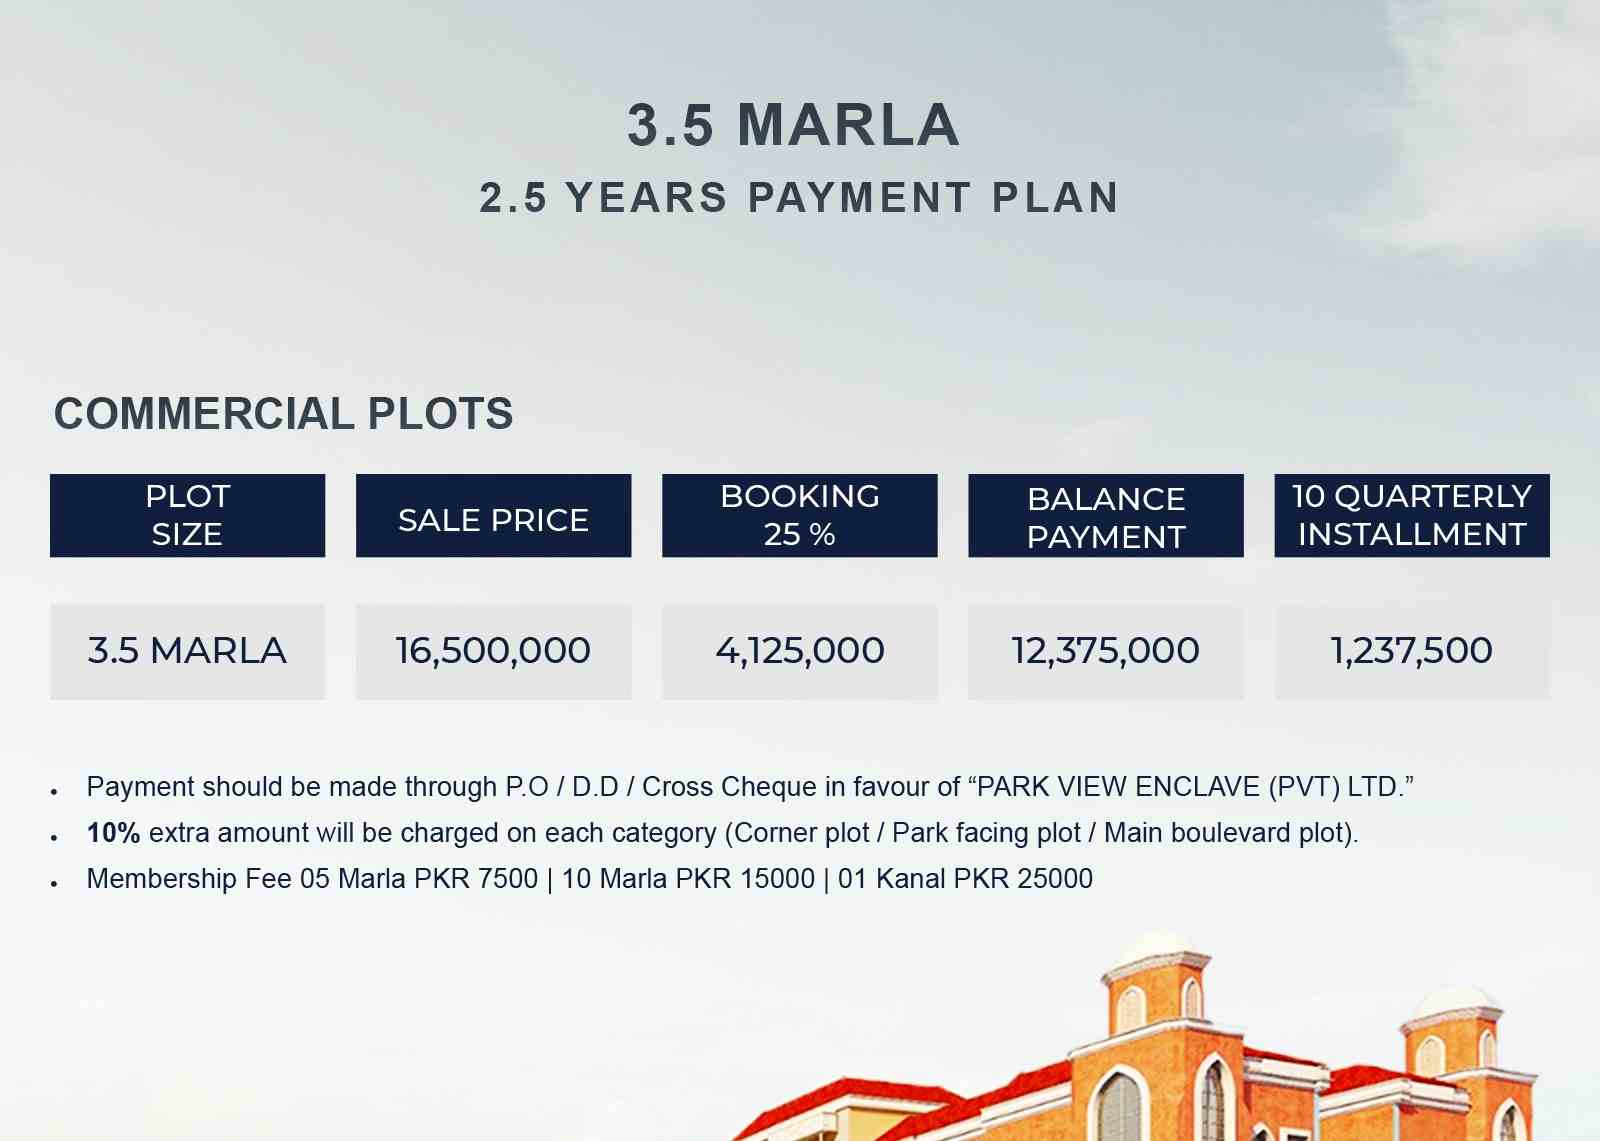 3.5 MARLA
2.5 YEARS PAYMENT PLAN
COMMERCIAL PLOTS
PLOT
SIZE
SALE PRICE
BOOKING
25 %
BALANCE
PAYMENT
10 QUARTERLY
INSTALLMENT
3.5 MARLA
16,500,000
4,125,000
12,375,000
1,237,500
• Payment should be made through P.O / D.D / Cross Cheque in favour of “PARK VIEW ENCLAVE (PVT) LTD.”
• 10% extra amount will be charged on each category (Corner plot / Park facing plot / Main boulevard plot).
• Membership Fee 05 Marla PKR 7500 | 10 Marla PKR 15000 | 01 Kanal PKR 25000